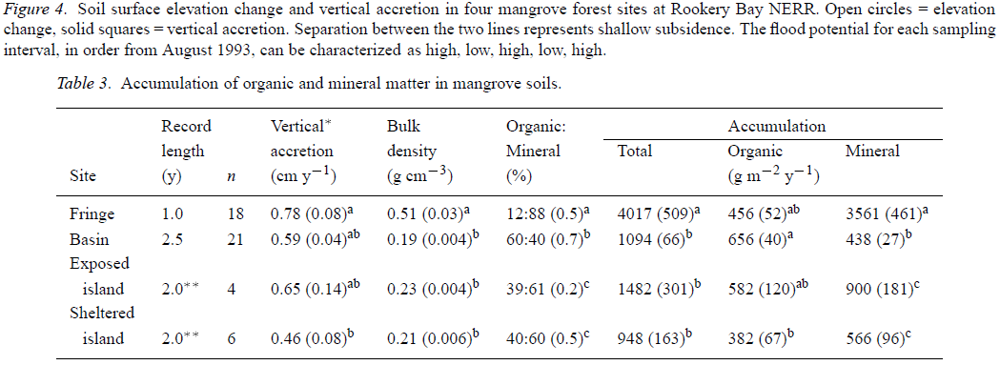 Figure 4. Soil surface elevation change and vertical accretion in four mangrove forest sites at Rookery Bay NERR. Open circles = elevation
change, solid squares = vertical accretion. Separation between the two lines represents shallow subsidence. The flood potential for each sampling
interval, in order from August 1993, can be characterized as high, low, high, low, high.
Table 3. Accumulation of organic and mineral matter in mangrove soils.
Record Vertical* Bulk Organic: Accumulation
length accretion density Mineral Total Organic Mineral
Site (y) n (cm y−1) (g cm−3) (%) (g m−2 y−1)
Fringe 1.0 18 0.78 (0.08)a 0.51 (0.03)a 12:88 (0.5)a 4017 (509)a 456 (52)ab 3561 (461)a
Basin 2.5 21 0.59 (0.04)ab 0.19 (0.004)b 60:40 (0.7)b 1094 (66)b 656 (40)a 438 (27)b
Exposed
island 2.0** 4 0.65 (0.14)ab 0.23 (0.004)b 39:61 (0.2)c 1482 (301)b 582 (120)ab 900 (181)c
Sheltered
island 2.0** 6 0.46 (0.08)b 0.21 (0.006)b 40:60 (0.5)c 948 (163)b 382 (67)b 566 (96)c